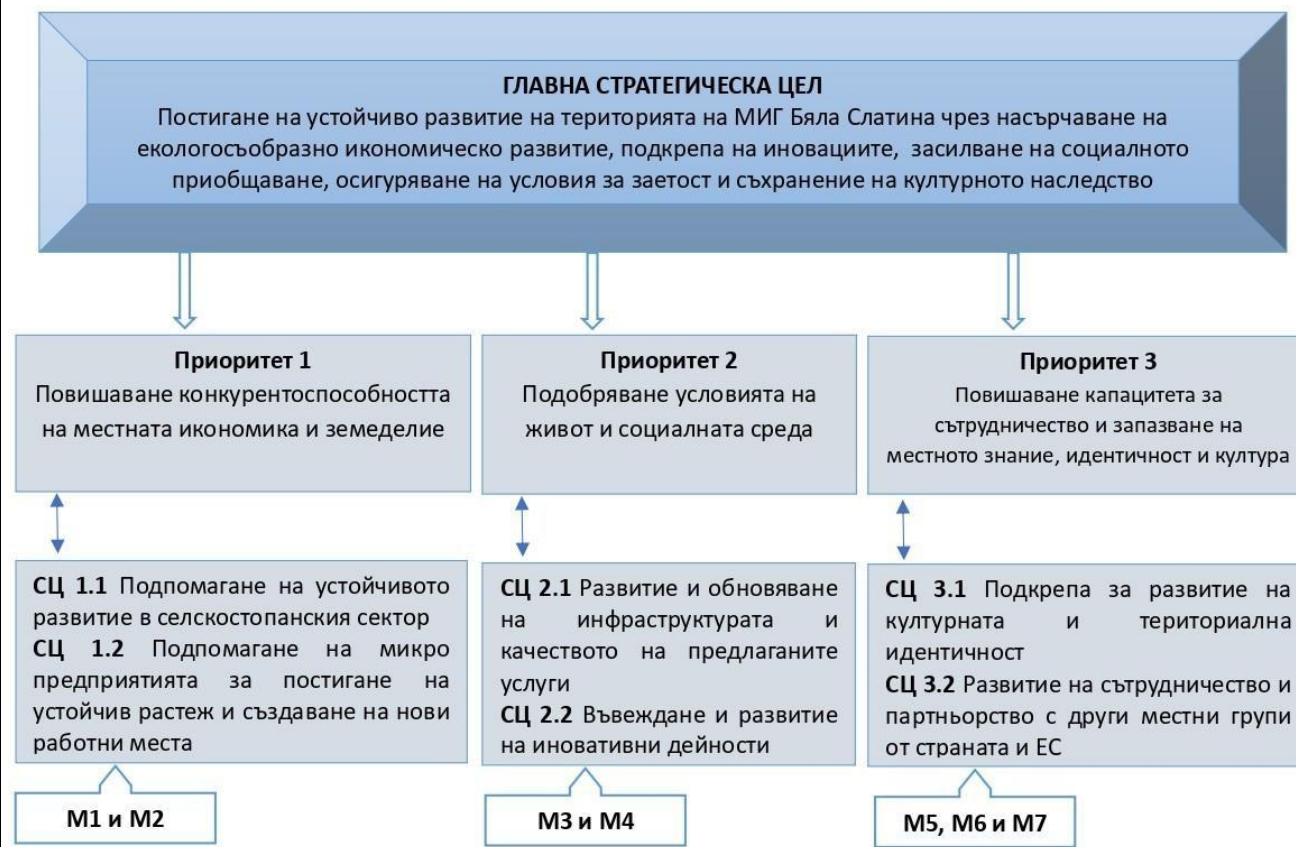 ГЛАВНА СТРАТЕГИЧЕСКА ЦЕЛ
Постигане на устойчиво развитие на територията на МИГ Бяла Слатина чрез насърчаване на
екологосъобразно икономическо развитие, подкрепа на иновациите, засилване на социалното
приобщаване, осигуряване на условия за заетост и съхранение на културното наследство
Приоритет 1
Повишаване конкурентоспособността
на местната икономика и земеделие
Приоритет 2
Подобряване условията на
живот и социалната среда
Приоритет 3
Повишаване капацитета за
сътрудничество и запазване на
местното знание, идентичност и култура
СЦ 1.1 Подпомагане на устойчивото
развитие в селскостопанския сектор
СЦ 1.2 Подпомагане на микро
предприятията за постигане на
устойчив растеж и създаване на нови
работни места
СЦ 2.1 Развитие и обновяване
на инфраструктурата и
качеството на предлаганите
услуги
СЦ 2.2 Въвеждане и развитие
на иновативни дейности
СЦ 3.1 Подкрепа за развитие на
културната и териториална
идентичност
СЦ 3.2 Развитие на сътрудничество и
партньорство с други местни групи
от страната и ЕС
М1 и М2
М3 и М4
М5, М6 и М7